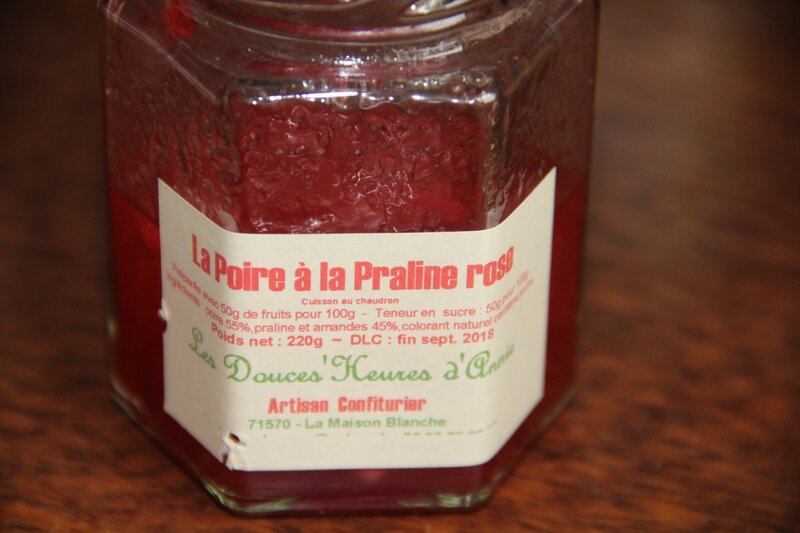 La Poire à la Praline rose
Cuisson au chaudron
Préparée avec 50g de fruits pour 100g - Teneur en sucre : 50g pour 100g
Ingrédients : poire 55%,praline et amandes 45%,colorant naturel
Poids net : 220g ~ DLC : fin sept. 2018
Les Douces'Heures d'Annie
Artisan Confiturier
71570 - La Maison Blanche